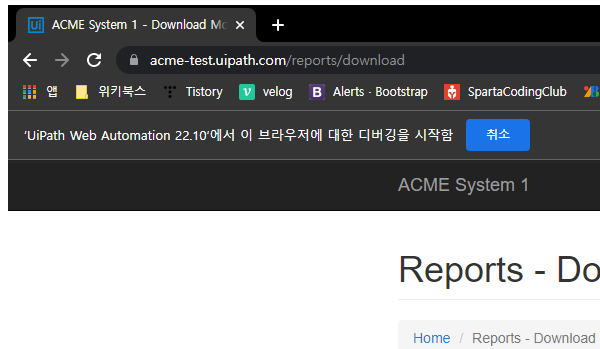 Ui ACME System 1 - Download Mo
acme-test.uipath.com/reports/download
앱 위키북스 Tistory velog Alerts · Bootstrap SpartaCodingClub
'UiPath Web Automation 22.10'에서 이 브라우저에 대한 디버깅을 시작함 취소
ACME System 1
Reports - Do
Home / Reports - Download